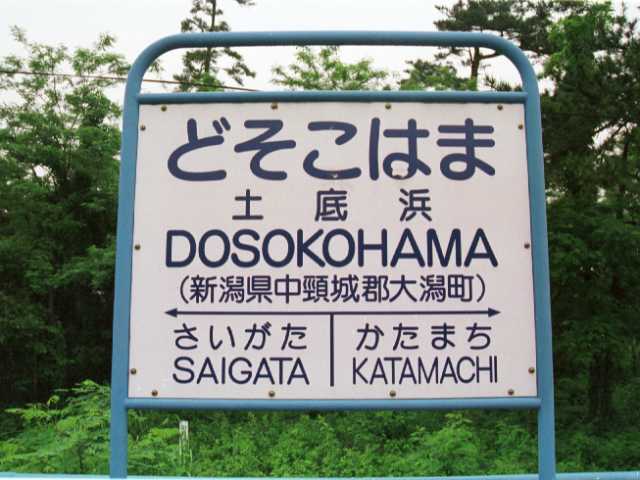 どそこはま
土底浜
DOSOKOHAMA
(新潟県中頸城郡大潟町)
さいがた かたまち
SAIGATA KATAMACHI